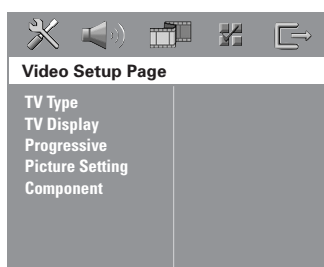 Video Setup Page
TV Type
TV Display
Progressive
Picture Setting
Component